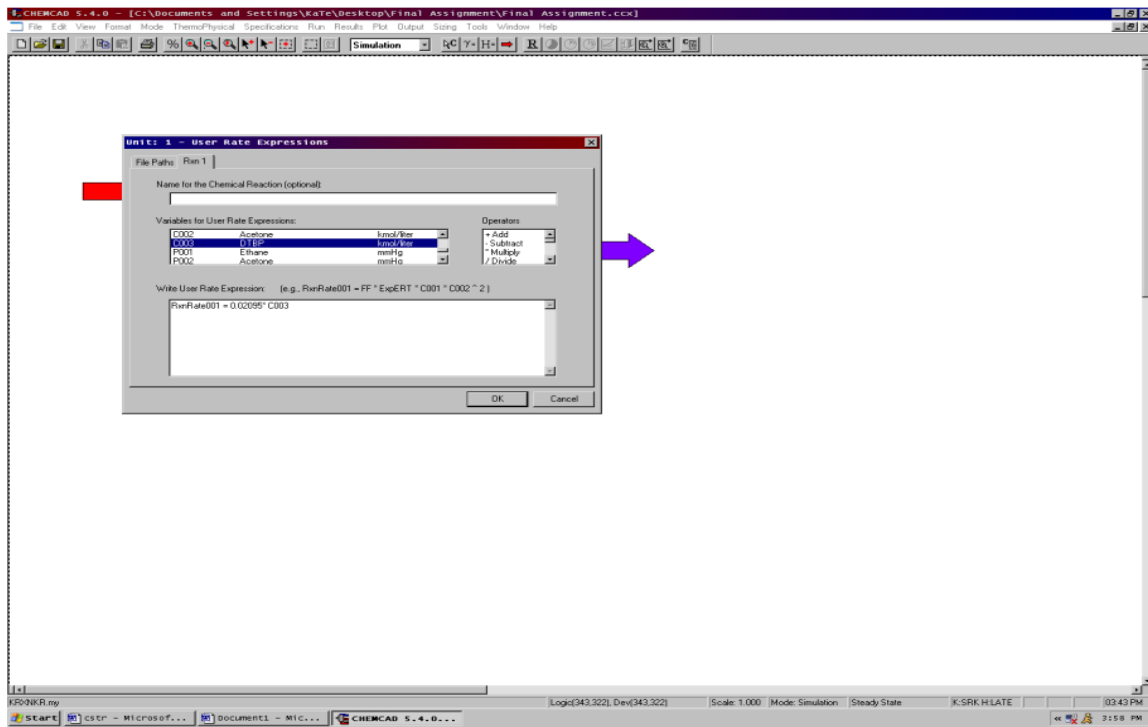 CHEMCAD 5.4.0 - [C:\Documents and Settings\KaTe\Desktop\Final Assignment\Final Assignment.ccx]
File Edit View Format Mode ThermoPhysical Specifications Run Results Plot Output Sizing Tools Window Help
Simulation
Unit: 1 - User Rate Expressions
File Paths Rxn 1
Name for the Chemical Reaction (optional):
Variables for User Rate Expressions: Operators
C002 Acetone kmol/liter + Add
C003 DTBP kmol/liter - Subtract
P001 Ethane mmHg * Multiply
P002 Acetone mmHg / Divide
Write User Rate Expression: (e.g., RxnRate001 = FF * ExpERT * C001 * C002 ^ 2 )
RxnRate001 = 0.02095* C003
OK Cancel
KRXNKR.my Logic(343,322), Dev(343,322) Scale: 1.000 Mode: Simulation Steady State K:SRK H:LATE 03:43 PM
Start cstr - Microsof... Document1 - Mic... CHEMCAD 5.4.0... 3:58 PM